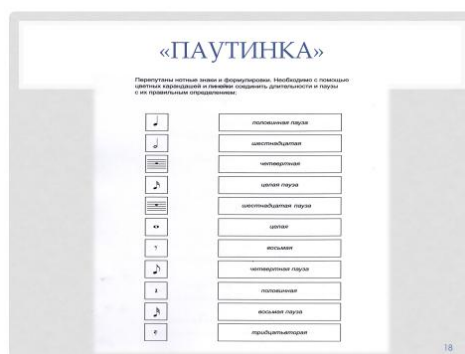 «ПАУТИНКА»
Перепутаны нотные знаки и формулировки. Необходимо с помощью
цветных карандашей и линейки соединить длительности и паузы
с их правильным определением:
половинная пауза
шестнадцатая
четвертная
целая пауза
шестнадцатая пауза
целая
восьмая
четвертная пауза
половинная
восьмая пауза
тридцатьвторая
18